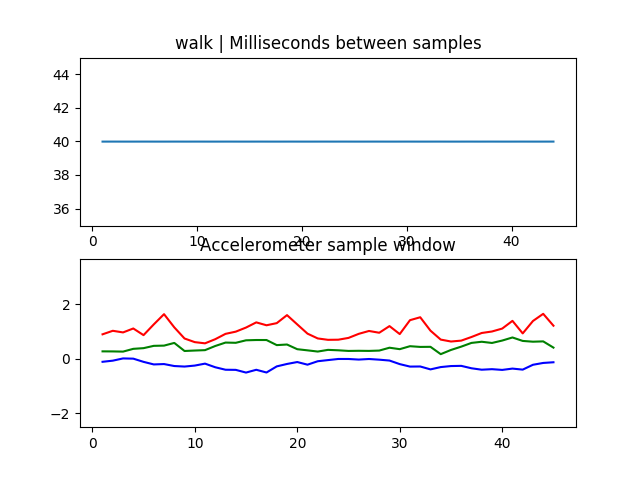 walk | Milliseconds between samples
44
42
40
38
36
0 10 20 30 40
Accelerometer sample window
2
0
−2
0 10 20 30 40